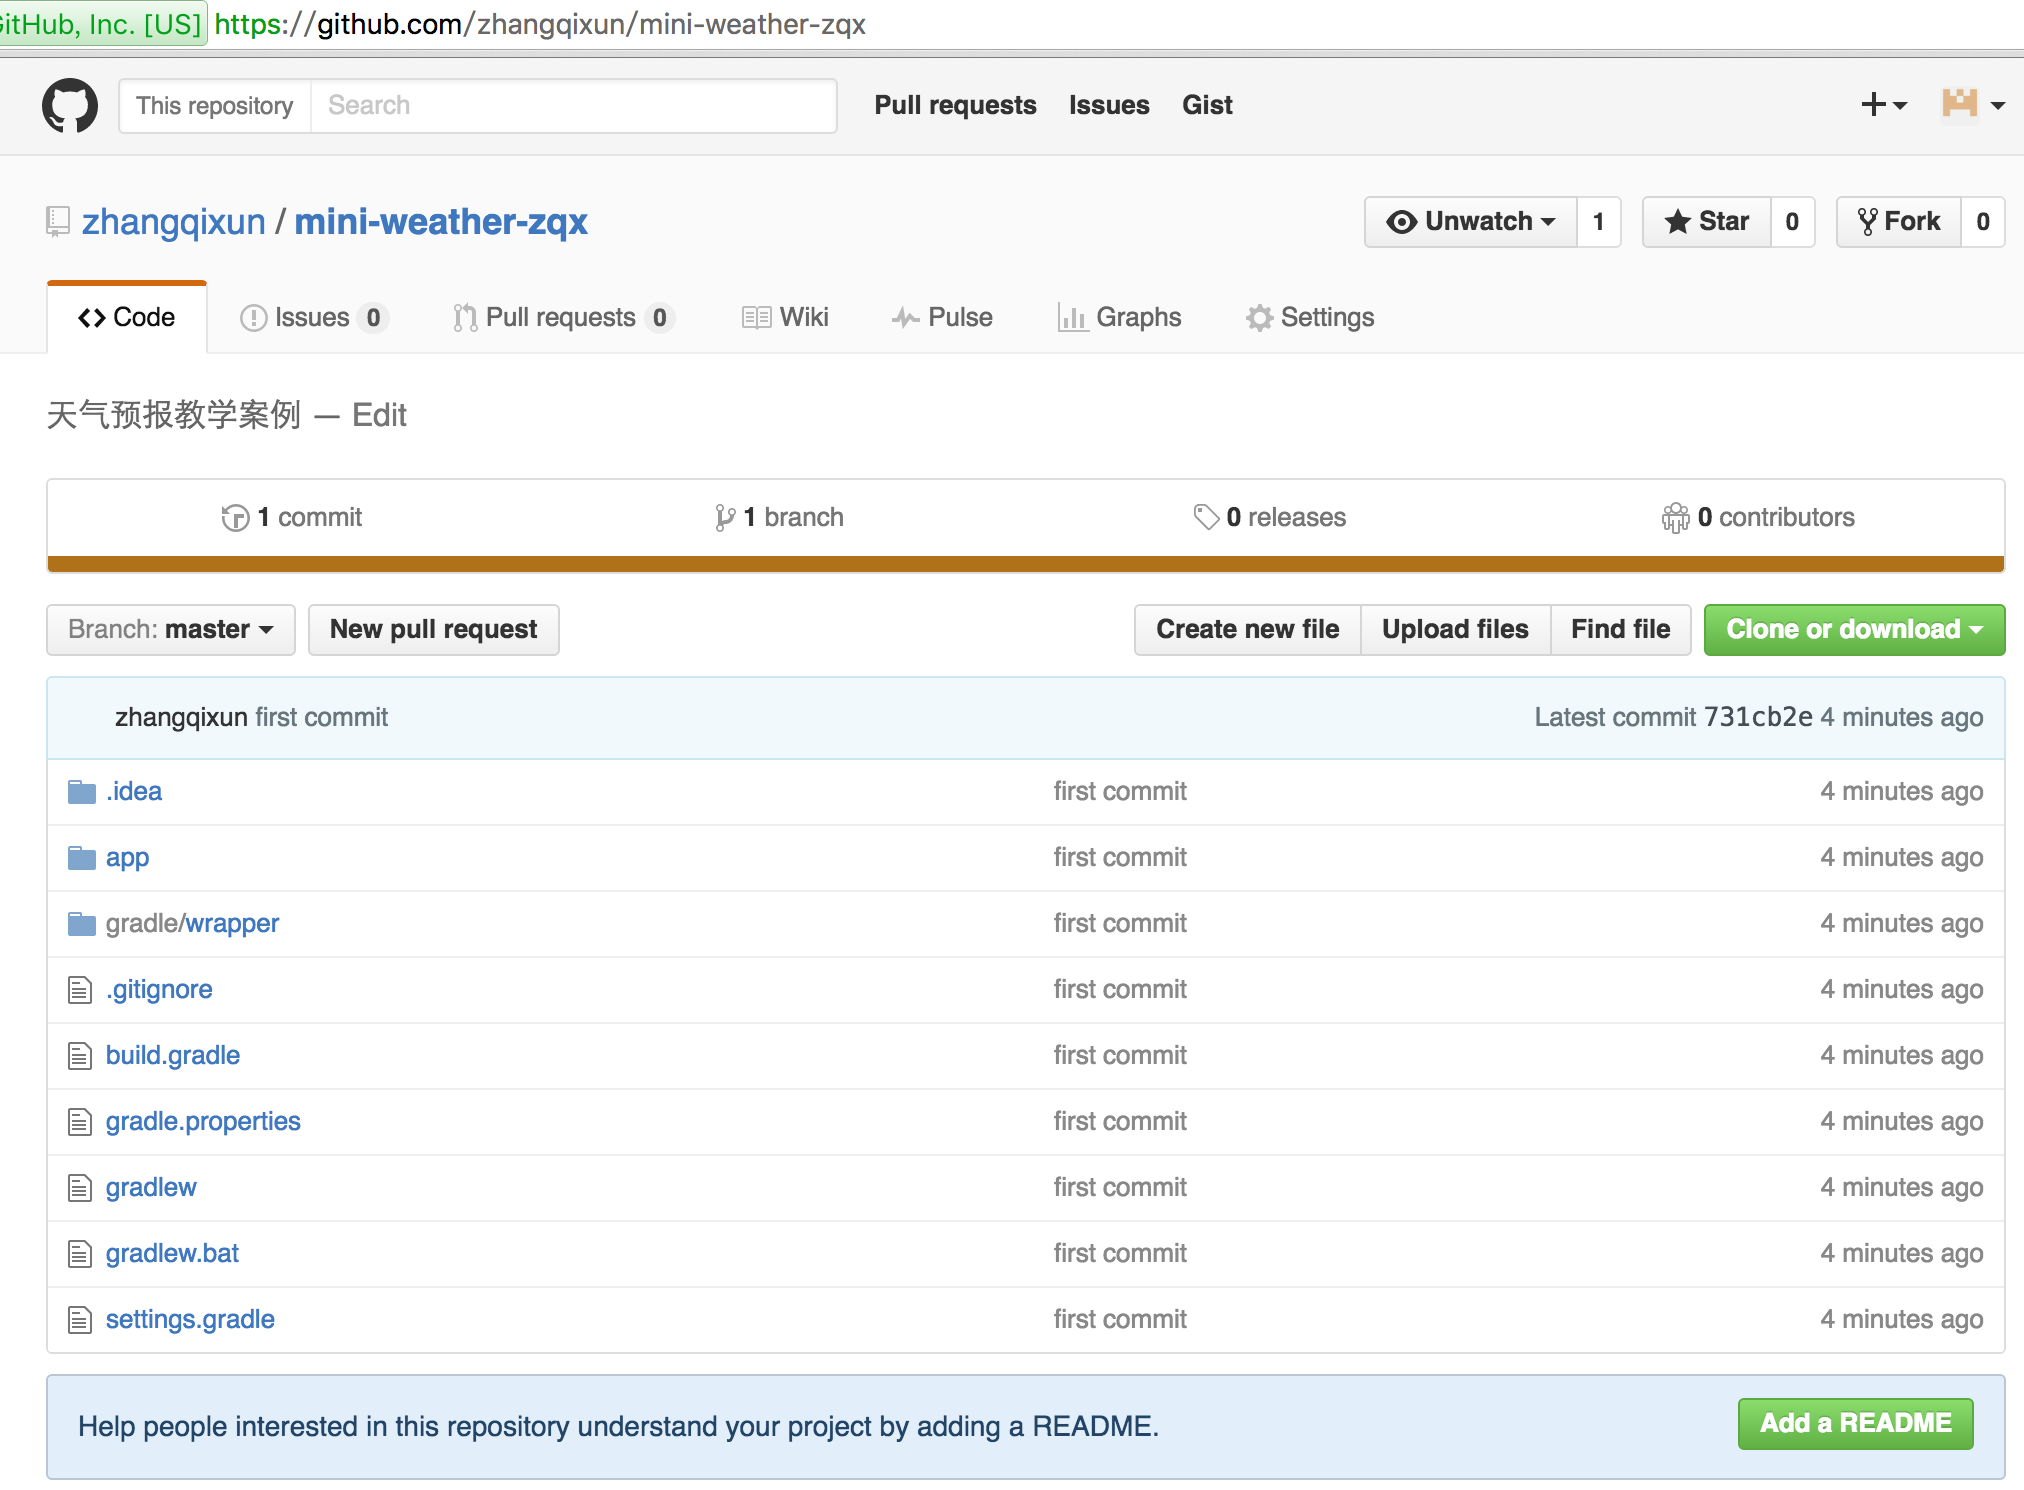 GitHub, Inc. [US] https://github.com/zhangqixun/mini-weather-zqx
This repository Search Pull requests Issues Gist
zhangqixun / mini-weather-zqx Unwatch 1 Star 0 Fork 0
Code Issues 0 Pull requests 0 Wiki Pulse Graphs Settings
天气预报教学案例 — Edit
1 commit 1 branch 0 releases 0 contributors
Branch: master New pull request Create new file Upload files Find file Clone or download
zhangqixun first commit Latest commit 731cb2e 4 minutes ago
.idea first commit 4 minutes ago
app first commit 4 minutes ago
gradle/wrapper first commit 4 minutes ago
.gitignore first commit 4 minutes ago
build.gradle first commit 4 minutes ago
gradle.properties first commit 4 minutes ago
gradlew first commit 4 minutes ago
gradlew.bat first commit 4 minutes ago
settings.gradle first commit 4 minutes ago
Help people interested in this repository understand your project by adding a README. Add a README